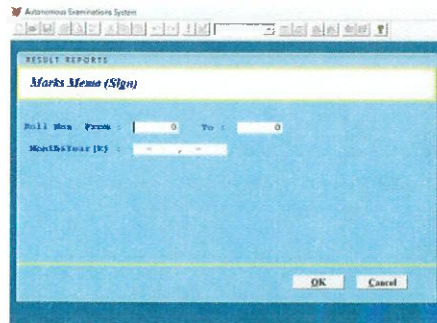 Autonomous Examinations System
RESULT REPORTS
Marks Memo (Sign)
Roll Nos From : 0 To : 0
Month&Year[R] : - , -
OK Cancel